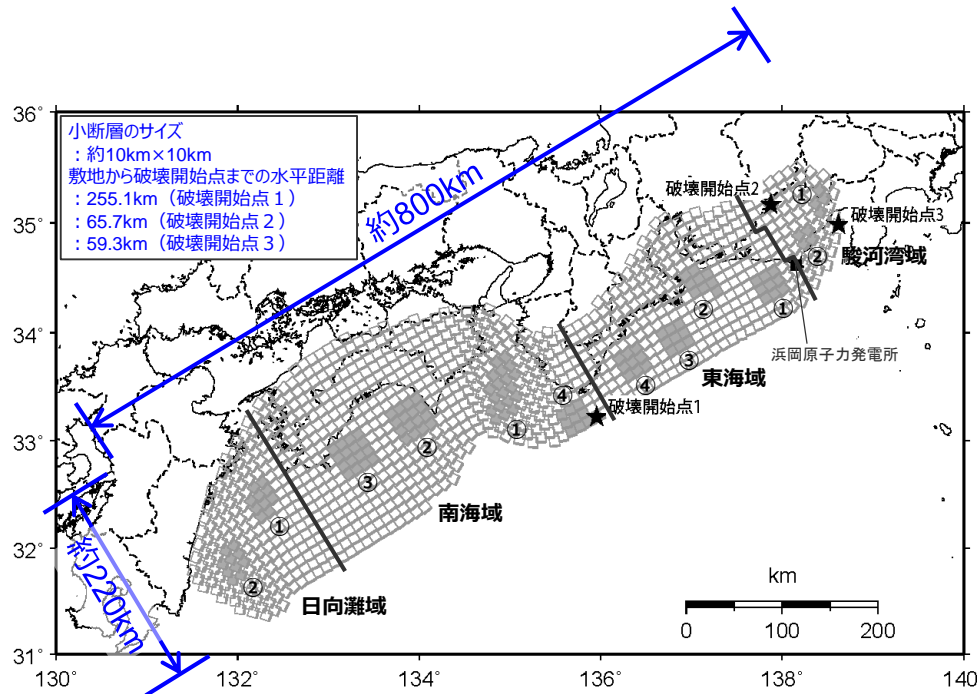 約800km
36°
小断層のサイズ
：約10km×10km
敷地から破壊開始点までの水平距離
：255.1km（破壊開始点１）
：65.7km（破壊開始点２）
：59.3km（破壊開始点３）
破壊開始点2
①
破壊開始点3
35°
②
駿河湾域
②
①
34°
浜岡原子力発電所
③
東海域
④
④
破壊開始点1
33°
①
②
③
南海域
①
32°
約220km
②
日向灘域
km
0
100
200
31°
130
132
134
136
138
140